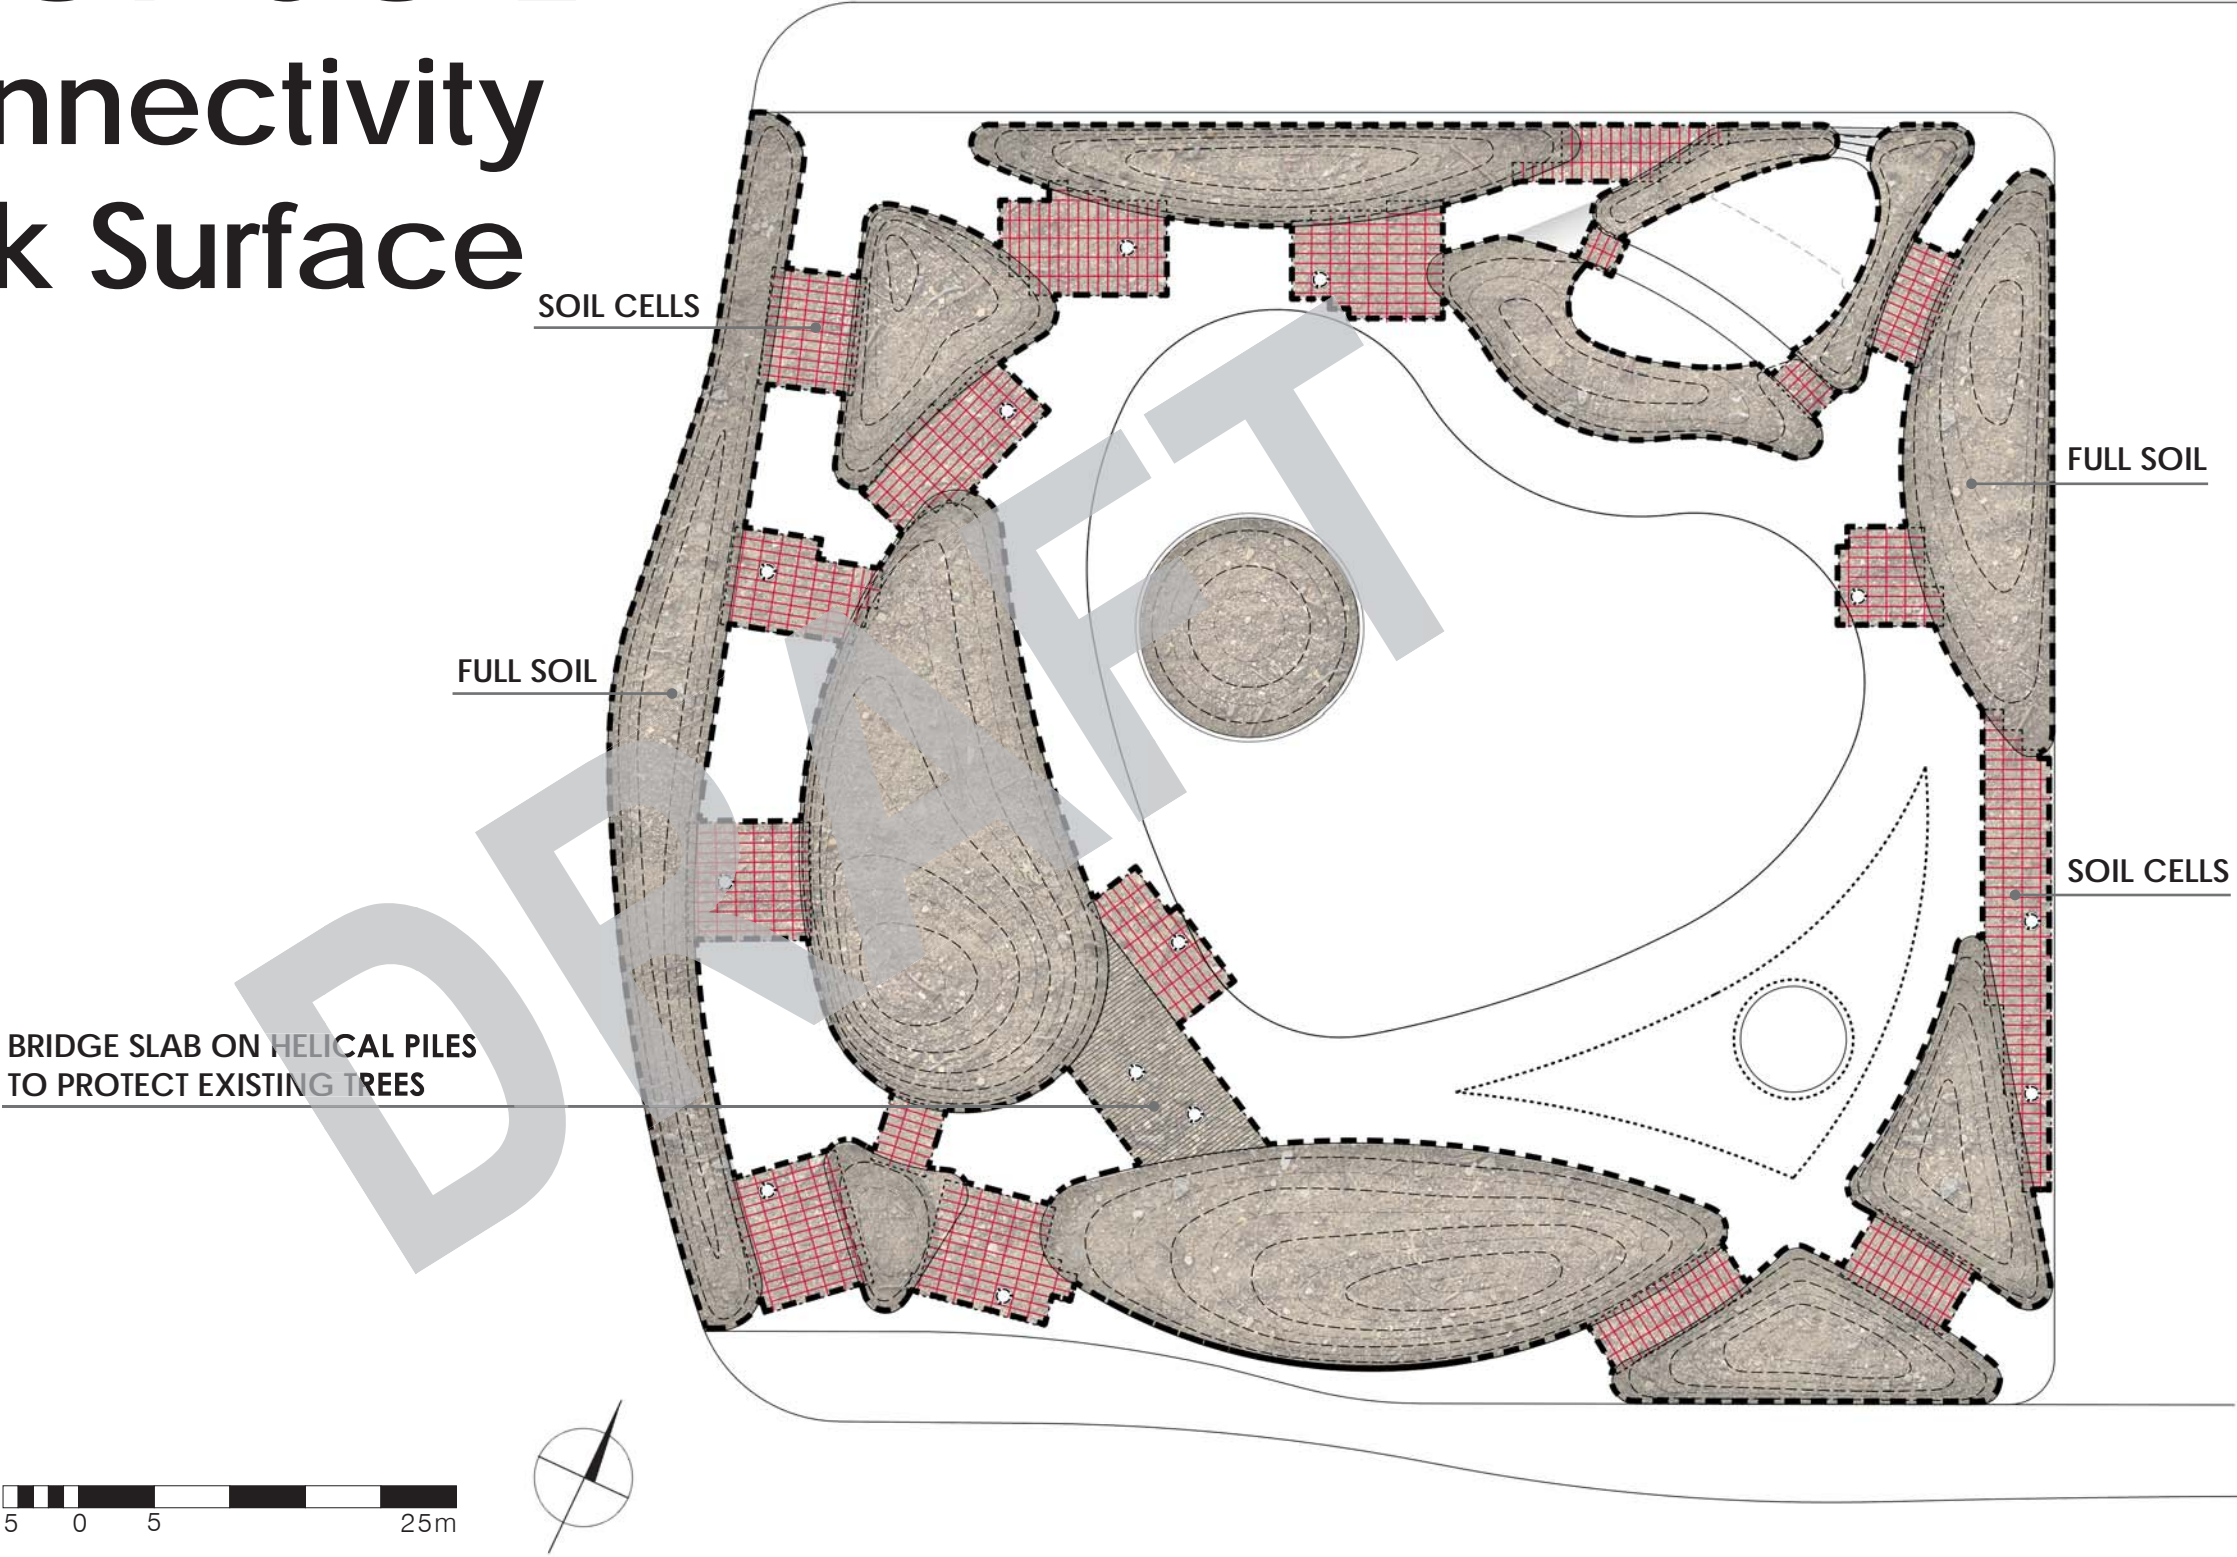 nnectivity
k Surface
SOIL CELLS
FULL SOIL
FULL SOIL
SOIL CELLS
BRIDGE SLAB ON HELICAL PILES
TO PROTECT EXISTING TREES
DRAFT
5 0 5 25m